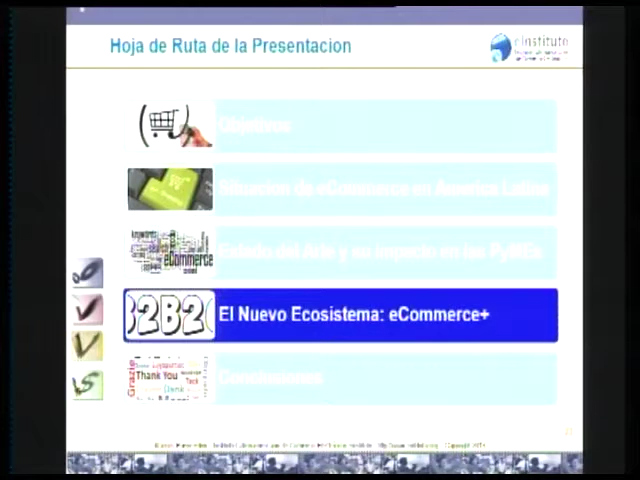 Hoja de Ruta de la Presentacion
eInstitute
Objetivos
Situacion de eCommerce en America Latina
Estado del Arte y su impacto en las PyMEs
eCommerce
B2B2C
El Nuevo Ecosistema: eCommerce+
Grazie
Thank You
Conclusiones